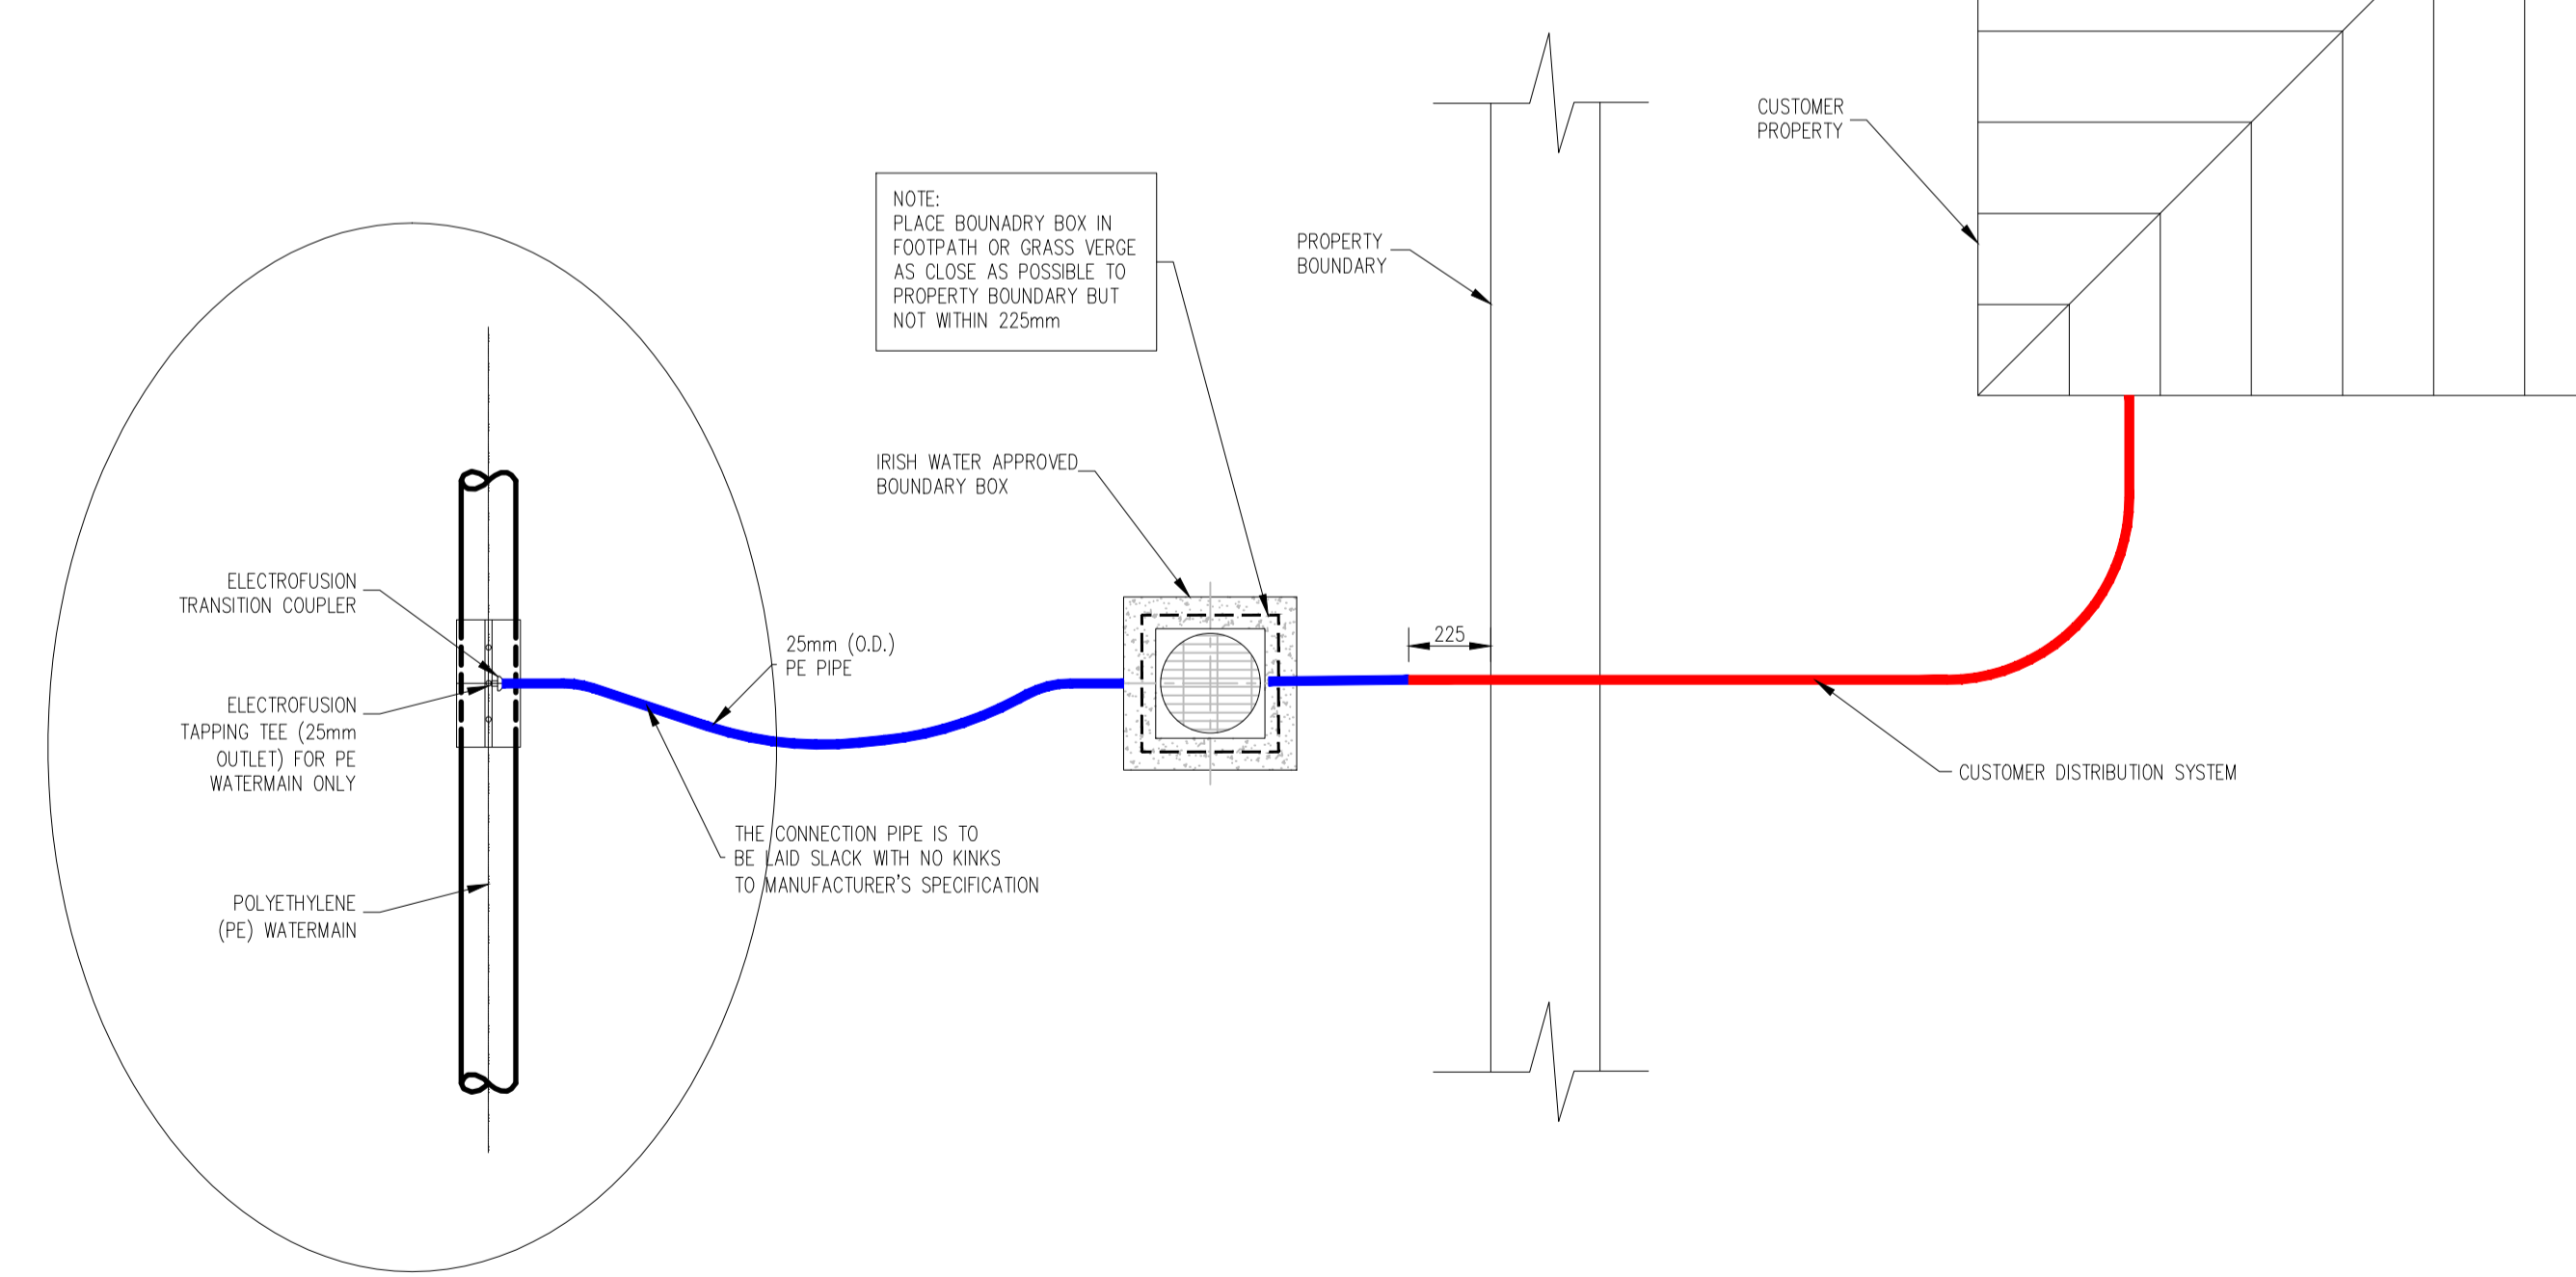 CUSTOMER
PROPERTY
NOTE:
PLACE BOUNADRY BOX IN
FOOTPATH OR GRASS VERGE
AS CLOSE AS POSSIBLE TO
PROPERTY BOUNDARY BUT
NOT WITHIN 225mm
PROPERTY
BOUNDARY
IRISH WATER APPROVED
BOUNDARY BOX
ELECTROFUSION
TRANSITION COUPLER
25mm (O.D.)
PE PIPE
225
ELECTROFUSION
TAPPING TEE (25mm
OUTLET) FOR PE
WATERMAIN ONLY
CUSTOMER DISTRIBUTION SYSTEM
THE CONNECTION PIPE IS TO
BE LAID SLACK WITH NO KINKS
TO MANUFACTURER'S SPECIFICATION
POLYETHYLENE
(PE) WATERMAIN